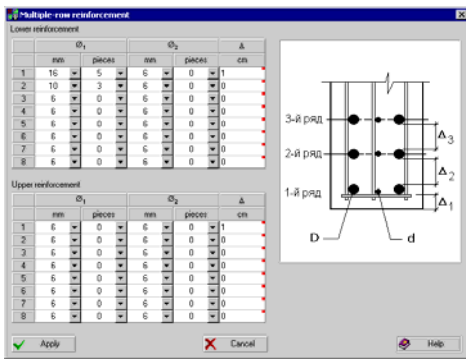 Multiple-row reinforcement
Lower reinforcement
Ø₁ Ø₂ Δ
mm pieces mm pieces cm
1 16 5 6 0 1
2 10 3 6 0 0
3 6 0 6 0 0
4 6 0 6 0 0
5 6 0 6 0 0
6 6 0 6 0 0
7 6 0 6 0 0
8 6 0 6 0 0
Upper reinforcement
Ø₁ Ø₂ Δ
mm pieces mm pieces cm
1 6 0 6 0 1
2 6 0 6 0 0
3 6 0 6 0 0
4 6 0 6 0 0
5 6 0 6 0 0
6 6 0 6 0 0
7 6 0 6 0 0
8 6 0 6 0 0
3-й ряд
Δ₃
2-й ряд
Δ₂
1-й ряд
Δ₁
D d
Apply Cancel Help